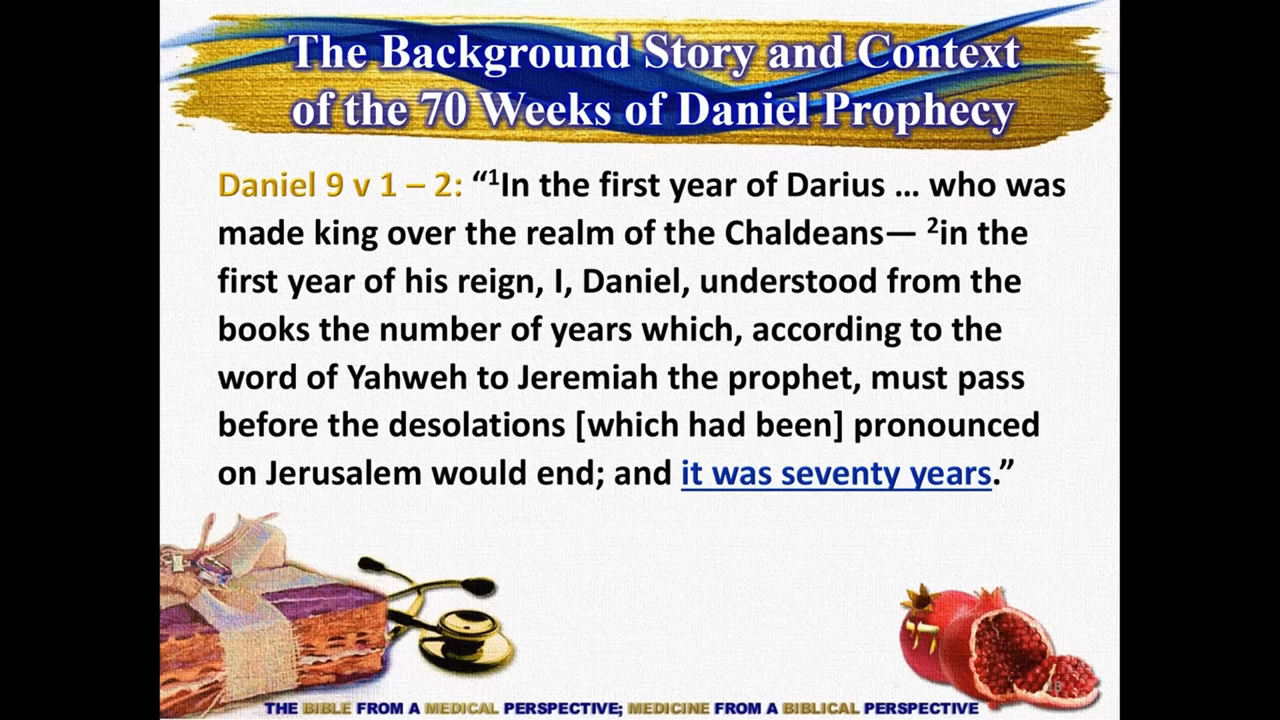 The Background Story and Context
of the 70 Weeks of Daniel Prophecy
Daniel 9 v 1 – 2: “¹In the first year of Darius ... who was
made king over the realm of the Chaldeans— ²in the
first year of his reign, I, Daniel, understood from the
books the number of years which, according to the
word of Yahweh to Jeremiah the prophet, must pass
before the desolations [which had been] pronounced
on Jerusalem would end; and it was seventy years.”
THE BIBLE FROM A MEDICAL PERSPECTIVE; MEDICINE FROM A BIBLICAL PERSPECTIVE